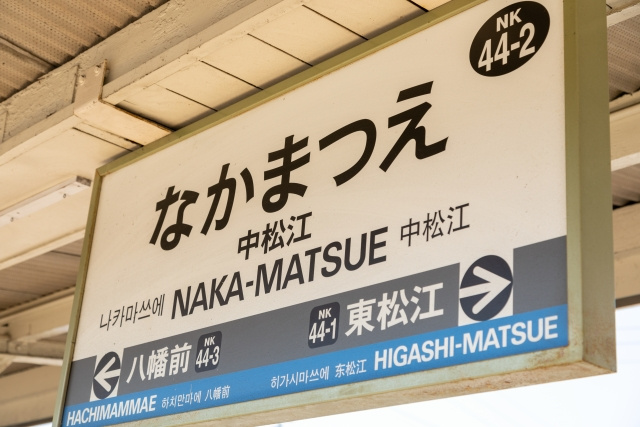 NK
44-2
なかまつえ
中松江
나카마쓰에 NAKA-MATSUE 中松江
八幡前 NK 44-3 NK 44-1 東松江
HACHIMAMMAE 하치만마에 八幡前 히가시마쓰에 东松江 HIGASHI-MATSUE